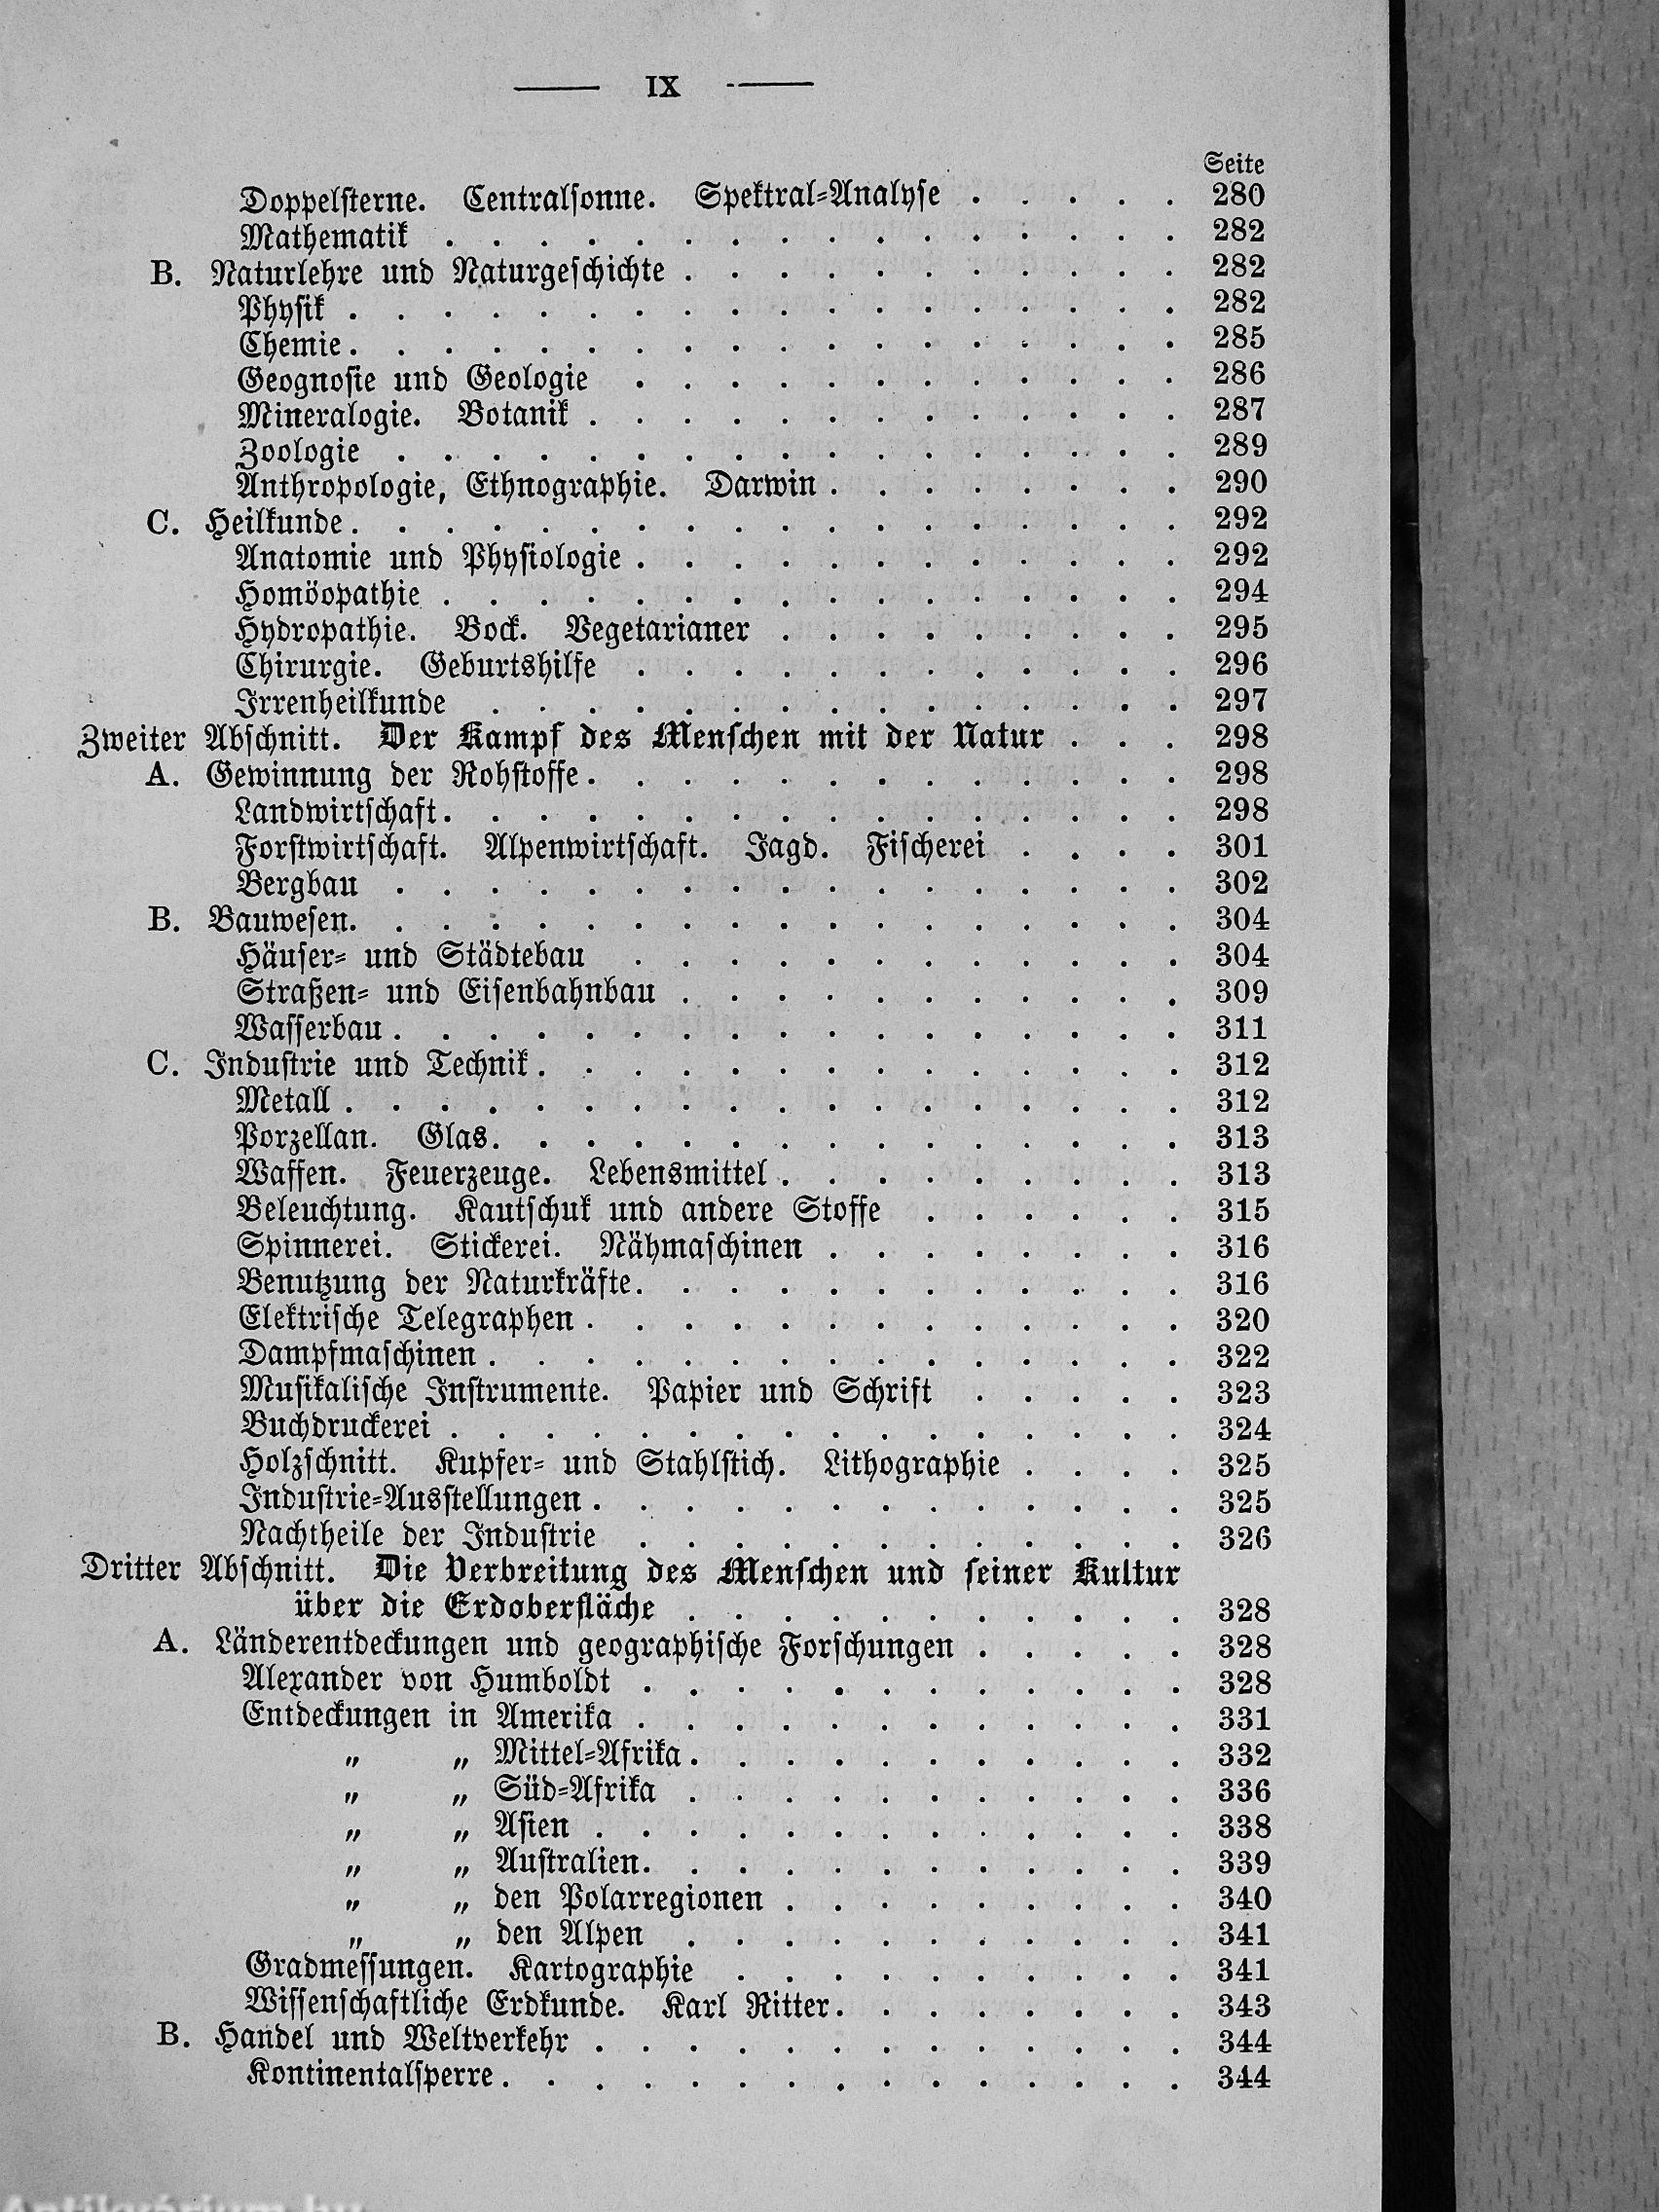 — IX —
Seite
Doppelsterne. Centralsonne. Spektral-Analyse . . . . . 280
Mathematik . . . . . . . . . . . . . . . . 282
B. Naturlehre und Naturgeschichte . . . . . . . . . . . 282
Physik . . . . . . . . . . . . . . . . . . 282
Chemie . . . . . . . . . . . . . . . . . . 285
Geognosie und Geologie . . . . . . . . . . . . 286
Mineralogie. Botanik . . . . . . . . . . . . . 287
Zoologie . . . . . . . . . . . . . . . . . 289
Anthropologie, Ethnographie. Darwin . . . . . . . . 290
C. Heilkunde . . . . . . . . . . . . . . . . . . 292
Anatomie und Physiologie . . . . . . . . . . . . 292
Homöopathie . . . . . . . . . . . . . . . . 294
Hydropathie. Bock. Vegetarianer . . . . . . . . . 295
Chirurgie. Geburtshilfe . . . . . . . . . . . . 296
Irrenheilkunde . . . . . . . . . . . . . . . 297
Zweiter Abschnitt. Der Kampf des Menschen mit der Natur . . . 298
A. Gewinnung der Rohstoffe . . . . . . . . . . . . . 298
Landwirtschaft . . . . . . . . . . . . . . . . 298
Forstwirtschaft. Alpenwirtschaft. Jagd. Fischerei . . . . 301
Bergbau . . . . . . . . . . . . . . . . . 302
B. Bauwesen . . . . . . . . . . . . . . . . . . 304
Häuser- und Städtebau . . . . . . . . . . . . 304
Straßen- und Eisenbahnbau . . . . . . . . . . . 309
Wasserbau . . . . . . . . . . . . . . . . . 311
C. Industrie und Technik . . . . . . . . . . . . . . 312
Metall . . . . . . . . . . . . . . . . . . 312
Porzellan. Glas . . . . . . . . . . . . . . . 313
Waffen. Feuerzeuge. Lebensmittel . . . . . . . . . 313
Beleuchtung. Kautschuk und andere Stoffe . . . . . . 315
Spinnerei. Stickerei. Nähmaschinen . . . . . . . . 316
Benutzung der Naturkräfte . . . . . . . . . . . . 316
Elektrische Telegraphen . . . . . . . . . . . . . 320
Dampfmaschinen . . . . . . . . . . . . . . . 322
Musikalische Instrumente. Papier und Schrift . . . . . 323
Buchdruckerei . . . . . . . . . . . . . . . . 324
Holzschnitt. Kupfer- und Stahlstich. Lithographie . . . . 325
Industrie-Ausstellungen . . . . . . . . . . . . . 325
Nachtheile der Industrie . . . . . . . . . . . . 326
Dritter Abschnitt. Die Verbreitung des Menschen und seiner Kultur
über die Erdoberfläche . . . . . . . . . . . 328
A. Länderentdeckungen und geographische Forschungen . . . . . 328
Alexander von Humboldt . . . . . . . . . . . . 328
Entdeckungen in Amerika . . . . . . . . . . . . 331
„ „ Mittel-Afrika . . . . . . . . . . . 332
„ „ Süd-Afrika . . . . . . . . . . . 336
„ „ Asien . . . . . . . . . . . . . 338
„ „ Australien . . . . . . . . . . . . 339
„ „ den Polarregionen . . . . . . . . . 340
„ „ den Alpen . . . . . . . . . . . 341
Gradmessungen. Kartographie . . . . . . . . . . 341
Wissenschaftliche Erdkunde. Karl Ritter . . . . . . . . 343
B. Handel und Weltverkehr . . . . . . . . . . . . . 344
Kontinentalsperre . . . . . . . . . . . . . . . 344